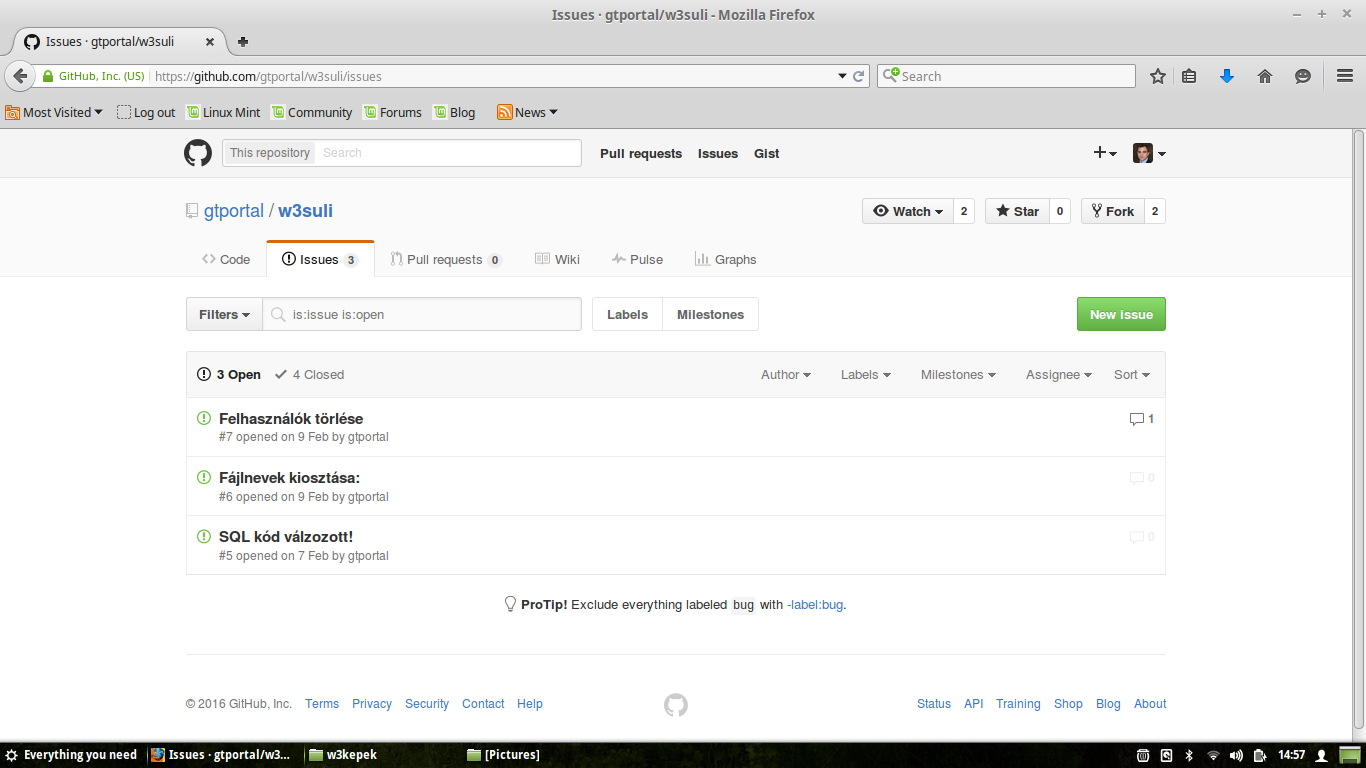 Issues · gtportal/w3suli - Mozilla Firefox
Issues · gtportal/w3suli
GitHub, Inc. (US) https://github.com/gtportal/w3suli/issues Search
Most Visited Log out Linux Mint Community Forums Blog News
This repository Search Pull requests Issues Gist
gtportal / w3suli Watch 2 Star 0 Fork 2
Code Issues 3 Pull requests 0 Wiki Pulse Graphs
Filters is:issue is:open Labels Milestones New issue
3 Open 4 Closed Author Labels Milestones Assignee Sort
Felhasználók törlése 1
#7 opened on 9 Feb by gtportal
Fájlnevek kiosztása: 0
#6 opened on 9 Feb by gtportal
SQL kód válzozott! 0
#5 opened on 7 Feb by gtportal
ProTip! Exclude everything labeled bug with -label:bug.
© 2016 GitHub, Inc. Terms Privacy Security Contact Help Status API Training Shop Blog About
Everything you need Issues · gtportal/w3... w3kepek [Pictures] 14:57